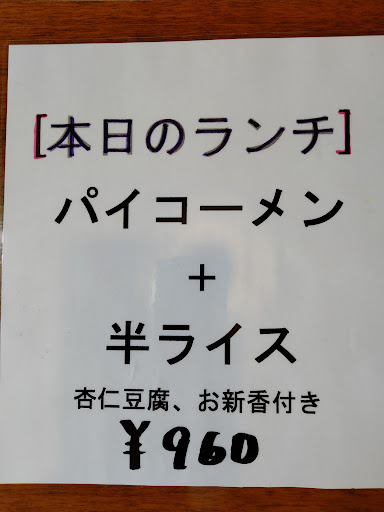 [本日のランチ]
パイコーメン
+
半ライス
杏仁豆腐、お新香付き
¥960